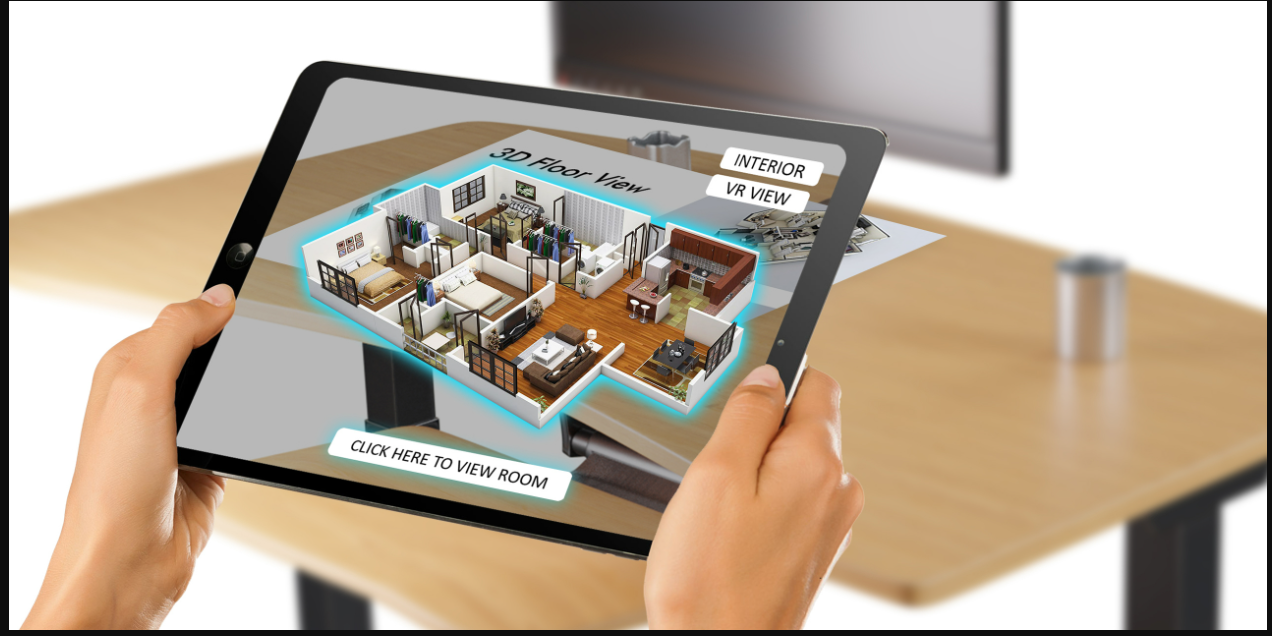 3D Floor View
INTERIOR
VR VIEW
CLICK HERE TO VIEW ROOM